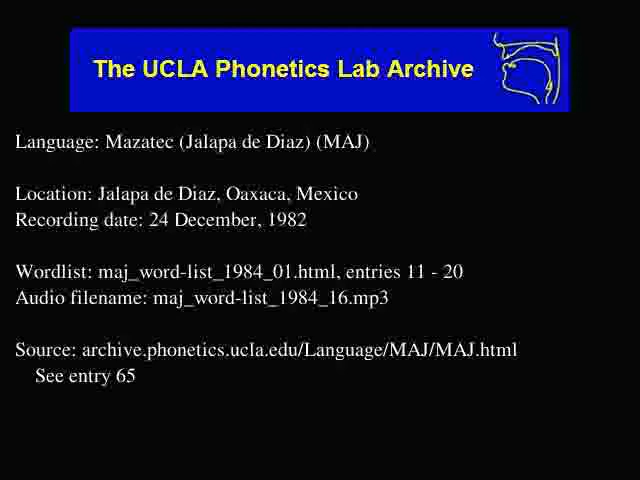 The UCLA Phonetics Lab Archive
Language: Mazatec (Jalapa de Diaz) (MAJ)
Location: Jalapa de Diaz, Oaxaca, Mexico
Recording date: 24 December, 1982
Wordlist: maj_word-list_1984_01.html, entries 11 - 20
Audio filename: maj_word-list_1984_16.mp3
Source: archive.phonetics.ucla.edu/Language/MAJ/MAJ.html
See entry 65